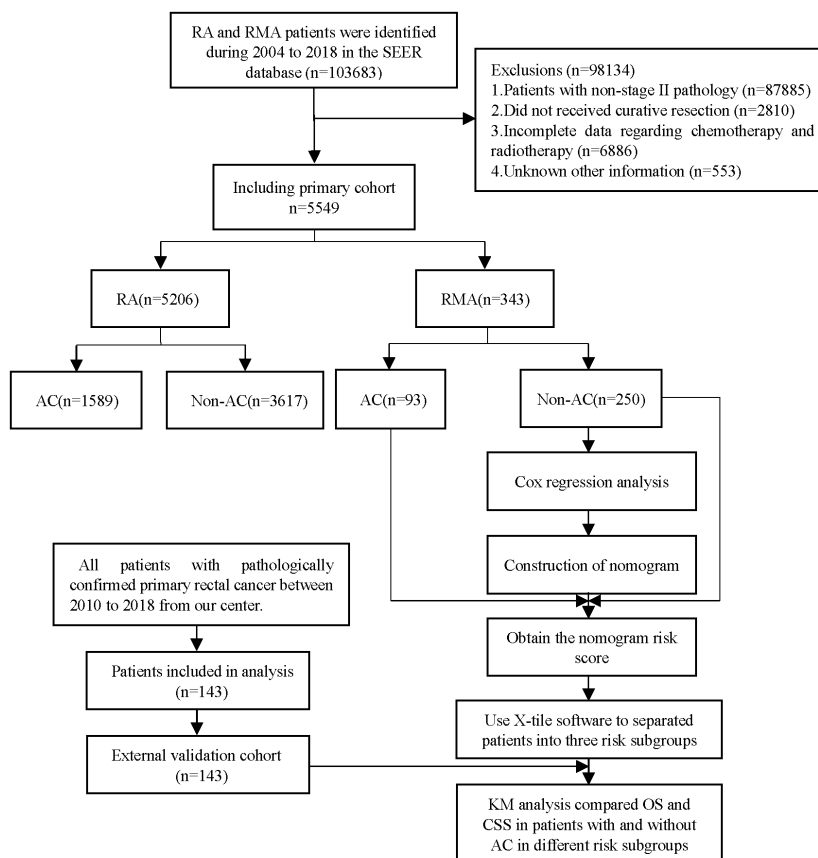 RA and RMA patients were identified
during 2004 to 2018 in the SEER
database (n=103683)
Exclusions (n=98134)
1.Patients with non-stage II pathology (n=87885)
2.Did not received curative resection (n=2810)
3.Incomplete data regarding chemotherapy and
radiotherapy (n=6886)
4.Unknown other information (n=553)
Including primary cohort
n=5549
RA(n=5206)
RMA(n=343)
AC(n=1589)
Non-AC(n=3617)
AC(n=93)
Non-AC(n=250)
Cox regression analysis
Construction of nomogram
All patients with pathologically
confirmed primary rectal cancer between
2010 to 2018 from our center.
Obtain the nomogram risk
score
Patients included in analysis
(n=143)
Use X-tile software to separated
patients into three risk subgroups
External validation cohort
(n=143)
KM analysis compared OS and
CSS in patients with and without
AC in different risk subgroups